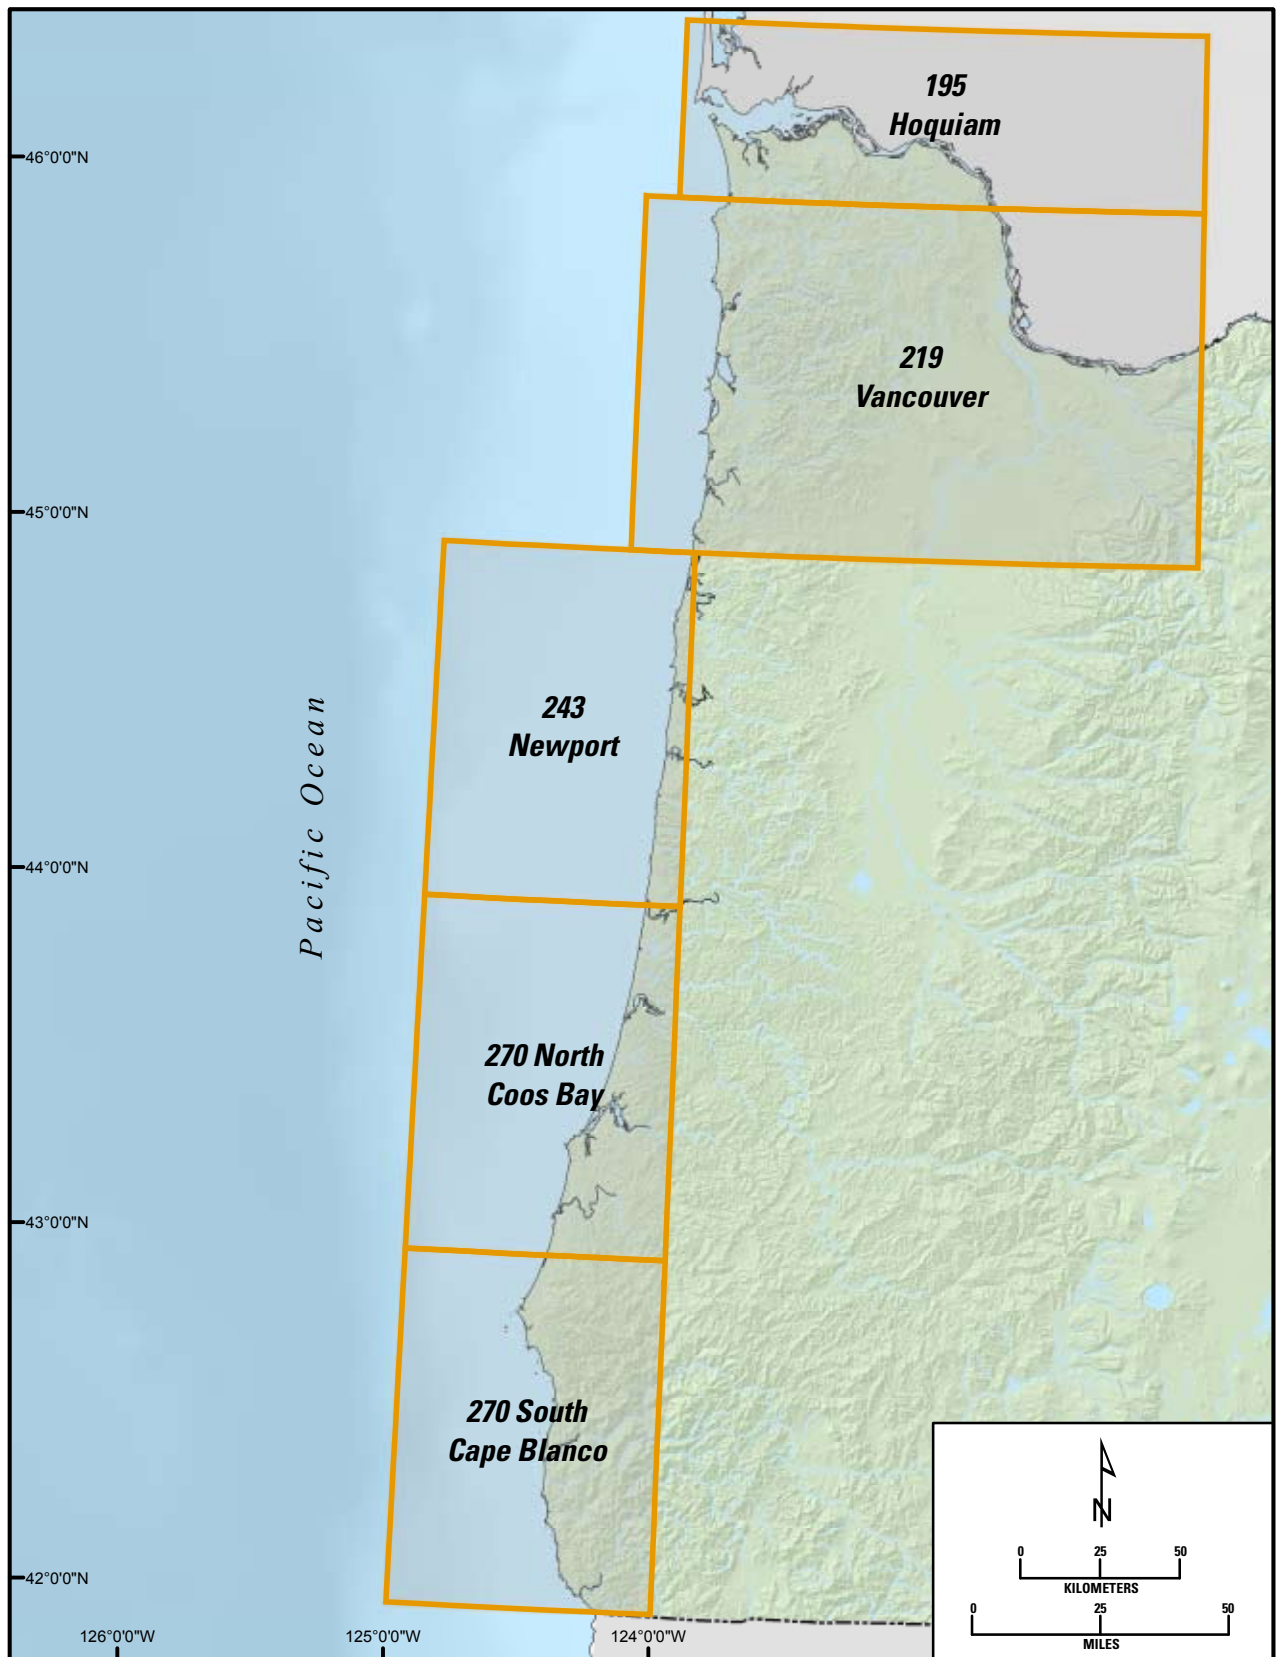 195
Hoquiam
46°0'0"N
219
Vancouver
45°0'0"N
243
Newport
Pacific Ocean
44°0'0"N
270 North
Coos Bay
43°0'0"N
270 South
Cape Blanco
42°0'0"N
126°0'0"W
125°0'0"W
124°0'0"W
N
0 25 50
KILOMETERS
0 25 50
MILES